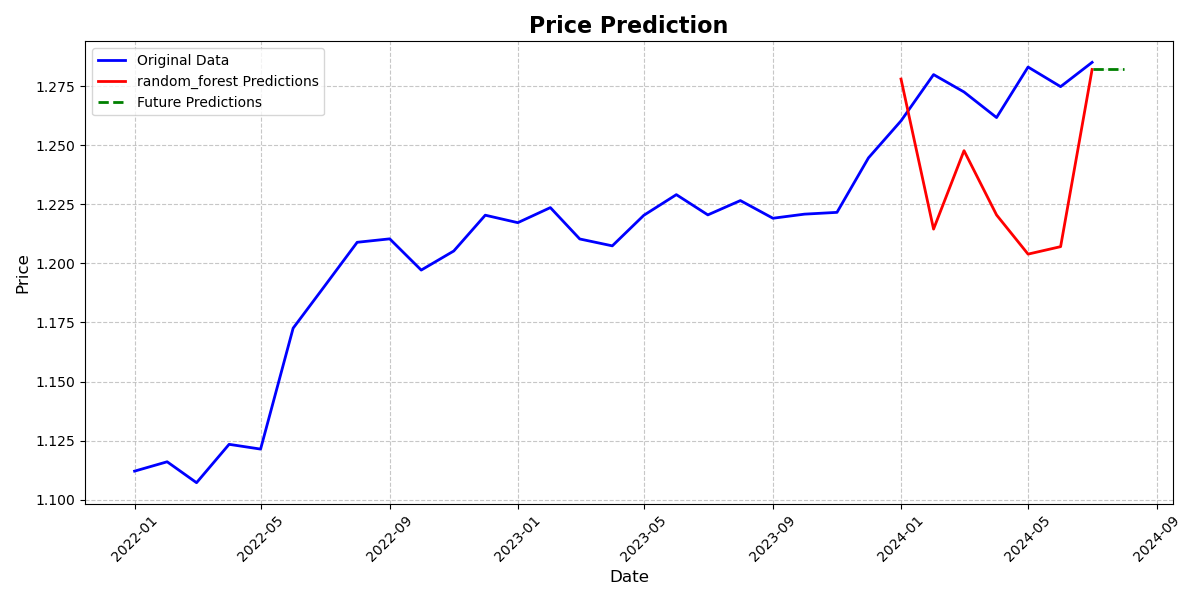 Price Prediction
Original Data
random_forest Predictions
Future Predictions
Price
1.275
1.250
1.225
1.200
1.175
1.150
1.125
1.100
2022-01
2022-05
2022-09
2023-01
2023-05
2023-09
2024-01
2024-05
2024-09
Date